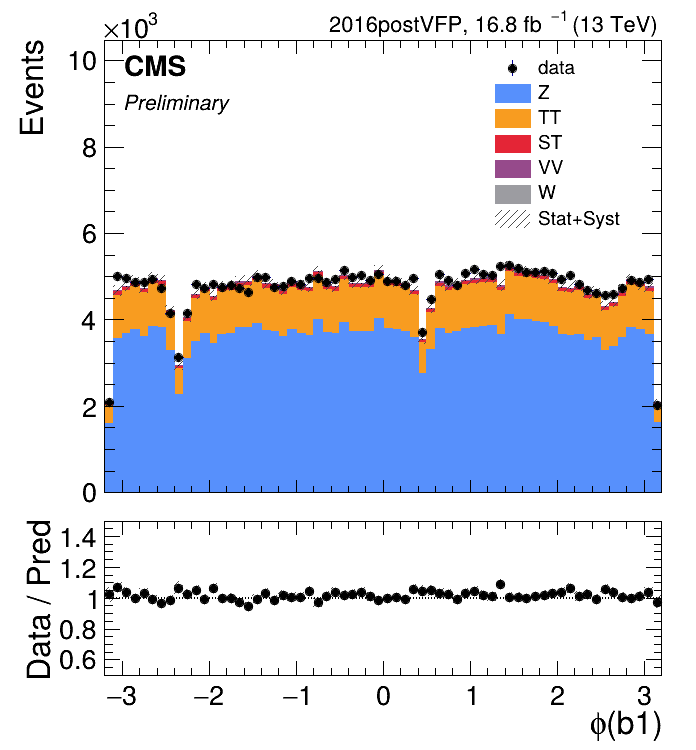 ×10³
2016postVFP, 16.8 fb⁻¹ (13 TeV)
Events
CMS
Preliminary
data
Z
TT
ST
VV
W
Stat+Syst
10
8
6
4
2
0
Data / Pred
1.4
1.2
1
0.8
0.6
−3 −2 −1 0 1 2 3
ϕ(b1)